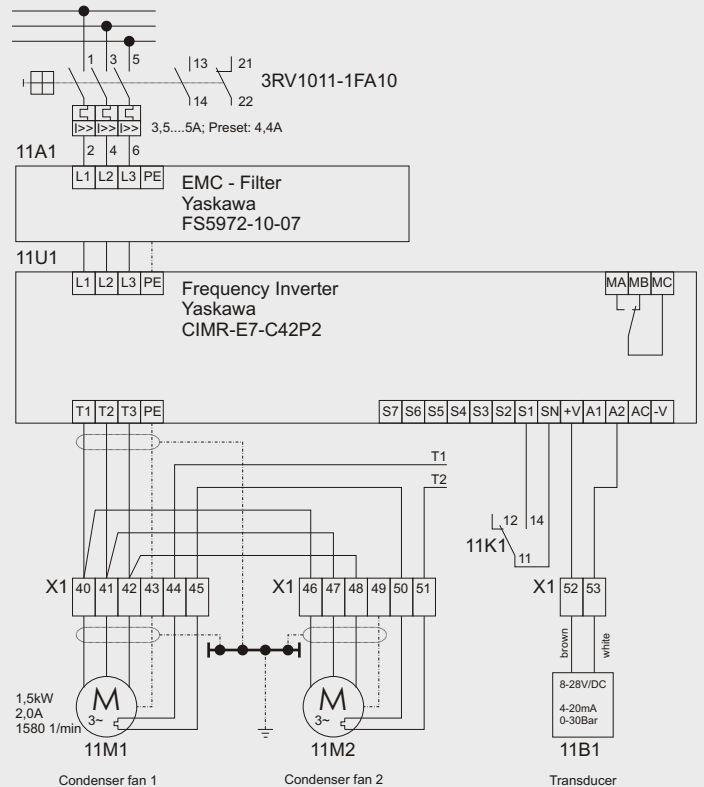 1 3 5 13 21
3RV1011-1FA10
14 22
I>> I>> I>> 3,5....5A; Preset: 4,4A
2 4 6
11A1
L1 L2 L3 PE
EMC - Filter
Yaskawa
FS5972-10-07
11U1
L1 L2 L3 PE
Frequency Inverter
Yaskawa
CIMR-E7-C42P2
MA MB MC
T1 T2 T3 PE
S7 S6 S5 S4 S3 S2 S1 SN +V A1 A2 AC -V
T1
T2
12 14
11K1
11
X1 40 41 42 43 44 45
X1 46 47 48 49 50 51
X1 52 53
brown white
1,5kW
2,0A
1580 1/min
M
3~
M
3~
8-28V/DC
4-20mA
0-30Bar
11M1 11M2 11B1
Condenser fan 1 Condenser fan 2 Transducer